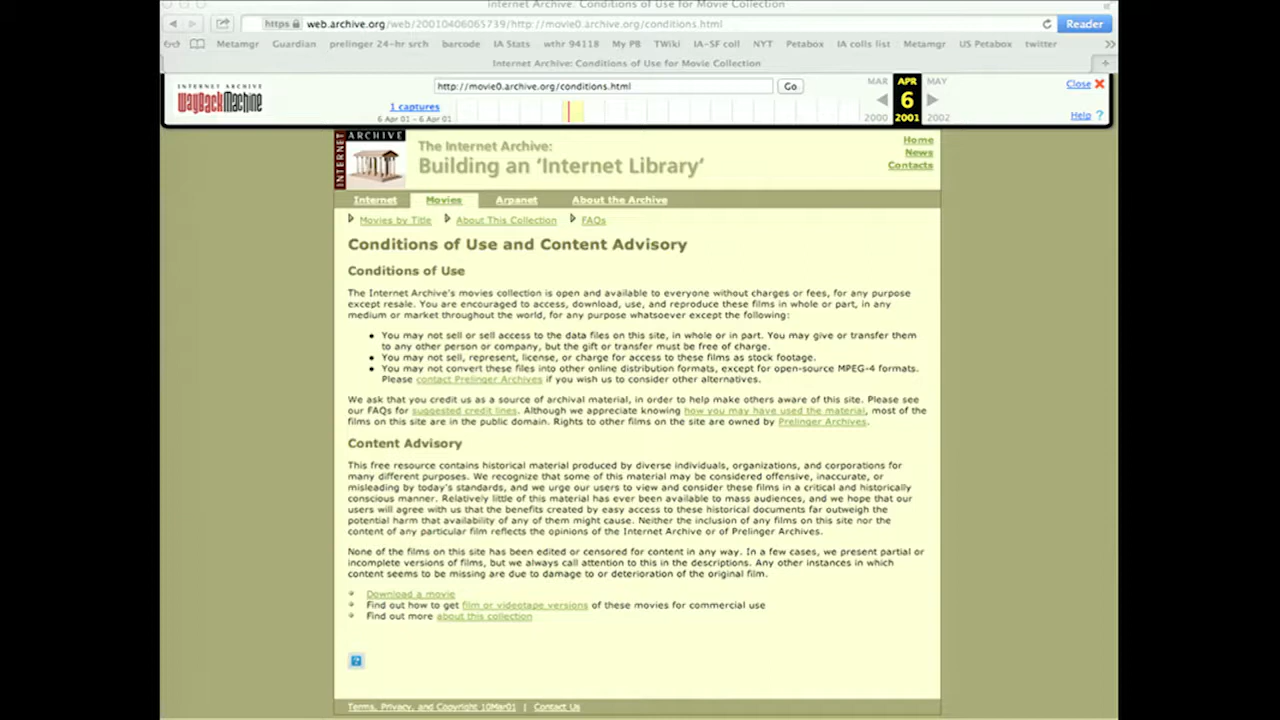 Internet Archive: Conditions of Use for Movie Collection
https web.archive.org/web/20010406065739/http://movie0.archive.org/conditions.html Reader
Metamgr Guardian prelinger 24-hr srch barcode IA Stats wthr 94118 My PB TWiki IA-SF coll NYT Petabox IA colls list Metamgr US Petabox twitter
Internet Archive: Conditions of Use for Movie Collection
INTERNET ARCHIVE
WayBackMachine
http://movie0.archive.org/conditions.html Go
1 captures
6 Apr 01 - 6 Apr 01
MAR APR MAY
6
2000 2001 2002
Close
Help ?
INTERNET ARCHIVE
The Internet Archive:
Building an ‘Internet Library’
Home
News
Contacts
Internet Movies Arpanet About the Archive
Movies by Title About This Collection FAQs
Conditions of Use and Content Advisory
Conditions of Use
The Internet Archive's movies collection is open and available to everyone without charges or fees, for any purpose
except resale. You are encouraged to access, download, use, and reproduce these films in whole or part, in any
medium or market throughout the world, for any purpose whatsoever except the following:
• You may not sell or sell access to the data files on this site, in whole or in part. You may give or transfer them
to any other person or company, but the gift or transfer must be free of charge.
• You may not sell, represent, license, or charge for access to these films as stock footage.
• You may not convert these files into other online distribution formats, except for open-source MPEG-4 formats.
Please contact Prelinger Archives if you wish us to consider other alternatives.
We ask that you credit us as a source of archival material, in order to help make others aware of this site. Please see
our FAQs for suggested credit lines. Although we appreciate knowing how you may have used the material, most of the
films on this site are in the public domain. Rights to other films on the site are owned by Prelinger Archives.
Content Advisory
This free resource contains historical material produced by diverse individuals, organizations, and corporations for
many different purposes. We recognize that some of this material may be considered offensive, inaccurate, or
misleading by today's standards, and we urge our users to view and consider these films in a critical and historically
conscious manner. Relatively little of this material has ever been available to mass audiences, and we hope that our
users will agree with us that the benefits created by easy access to these historical documents far outweigh the
potential harm that availability of any of them might cause. Neither the inclusion of any films on this site nor the
content of any particular film reflects the opinions of the Internet Archive or of Prelinger Archives.
None of the films on this site has been edited or censored for content in any way. In a few cases, we present partial or
incomplete versions of films, but we always call attention to this in the descriptions. Any other instances in which
content seems to be missing are due to damage to or deterioration of the original film.
Download a movie
Find out how to get film or videotape versions of these movies for commercial use
Find out more about this collection
?
Terms, Privacy, and Copyright 10Mar01 | Contact Us